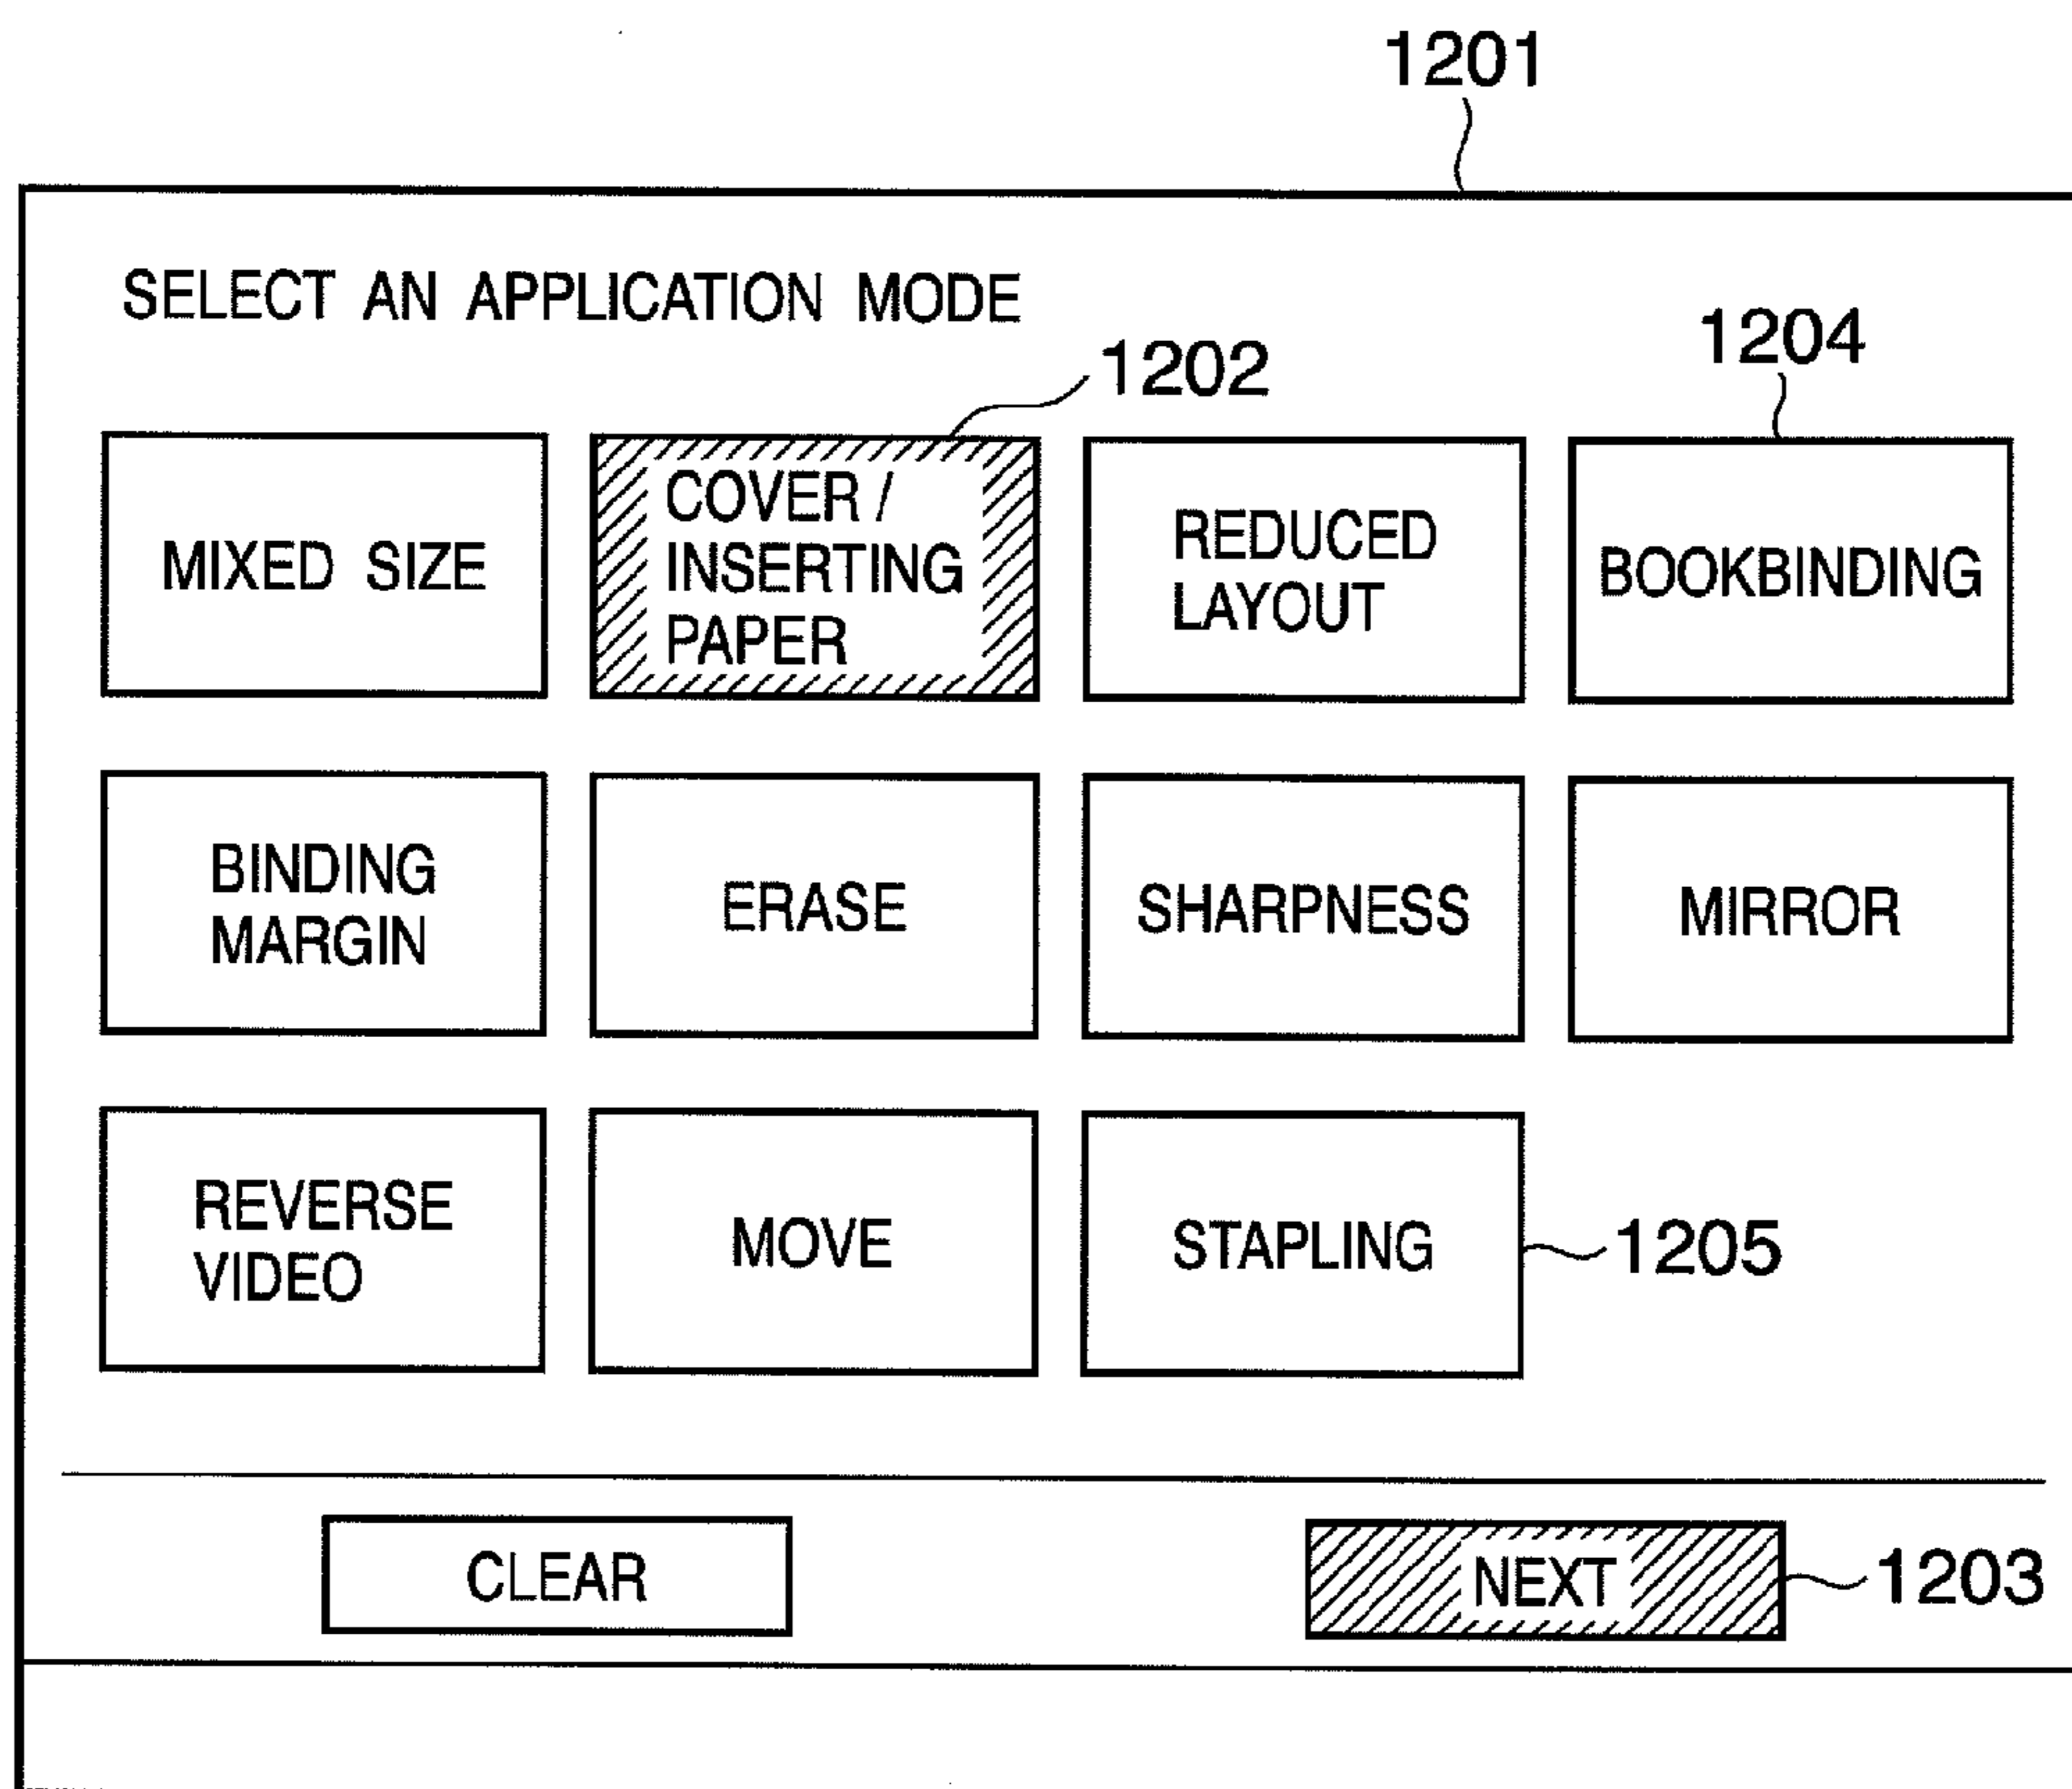 1201
SELECT AN APPLICATION MODE
1202
1204
MIXED SIZE
COVER /
INSERTING
PAPER
REDUCED
LAYOUT
BOOKBINDING
BINDING
MARGIN
ERASE
SHARPNESS
MIRROR
REVERSE
VIDEO
MOVE
STAPLING
1205
CLEAR
NEXT
1203